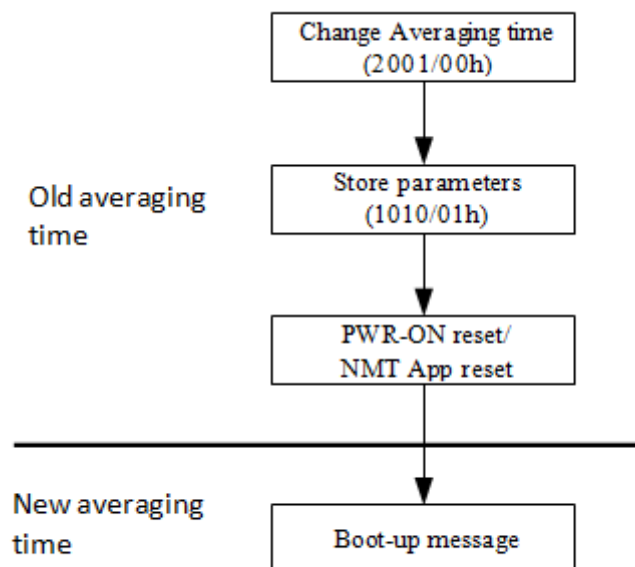 Change Averaging time
(2001/00h)
Old averaging
time
Store parameters
(1010/01h)
PWR-ON reset/
NMT App reset
New averaging
time
Boot-up message